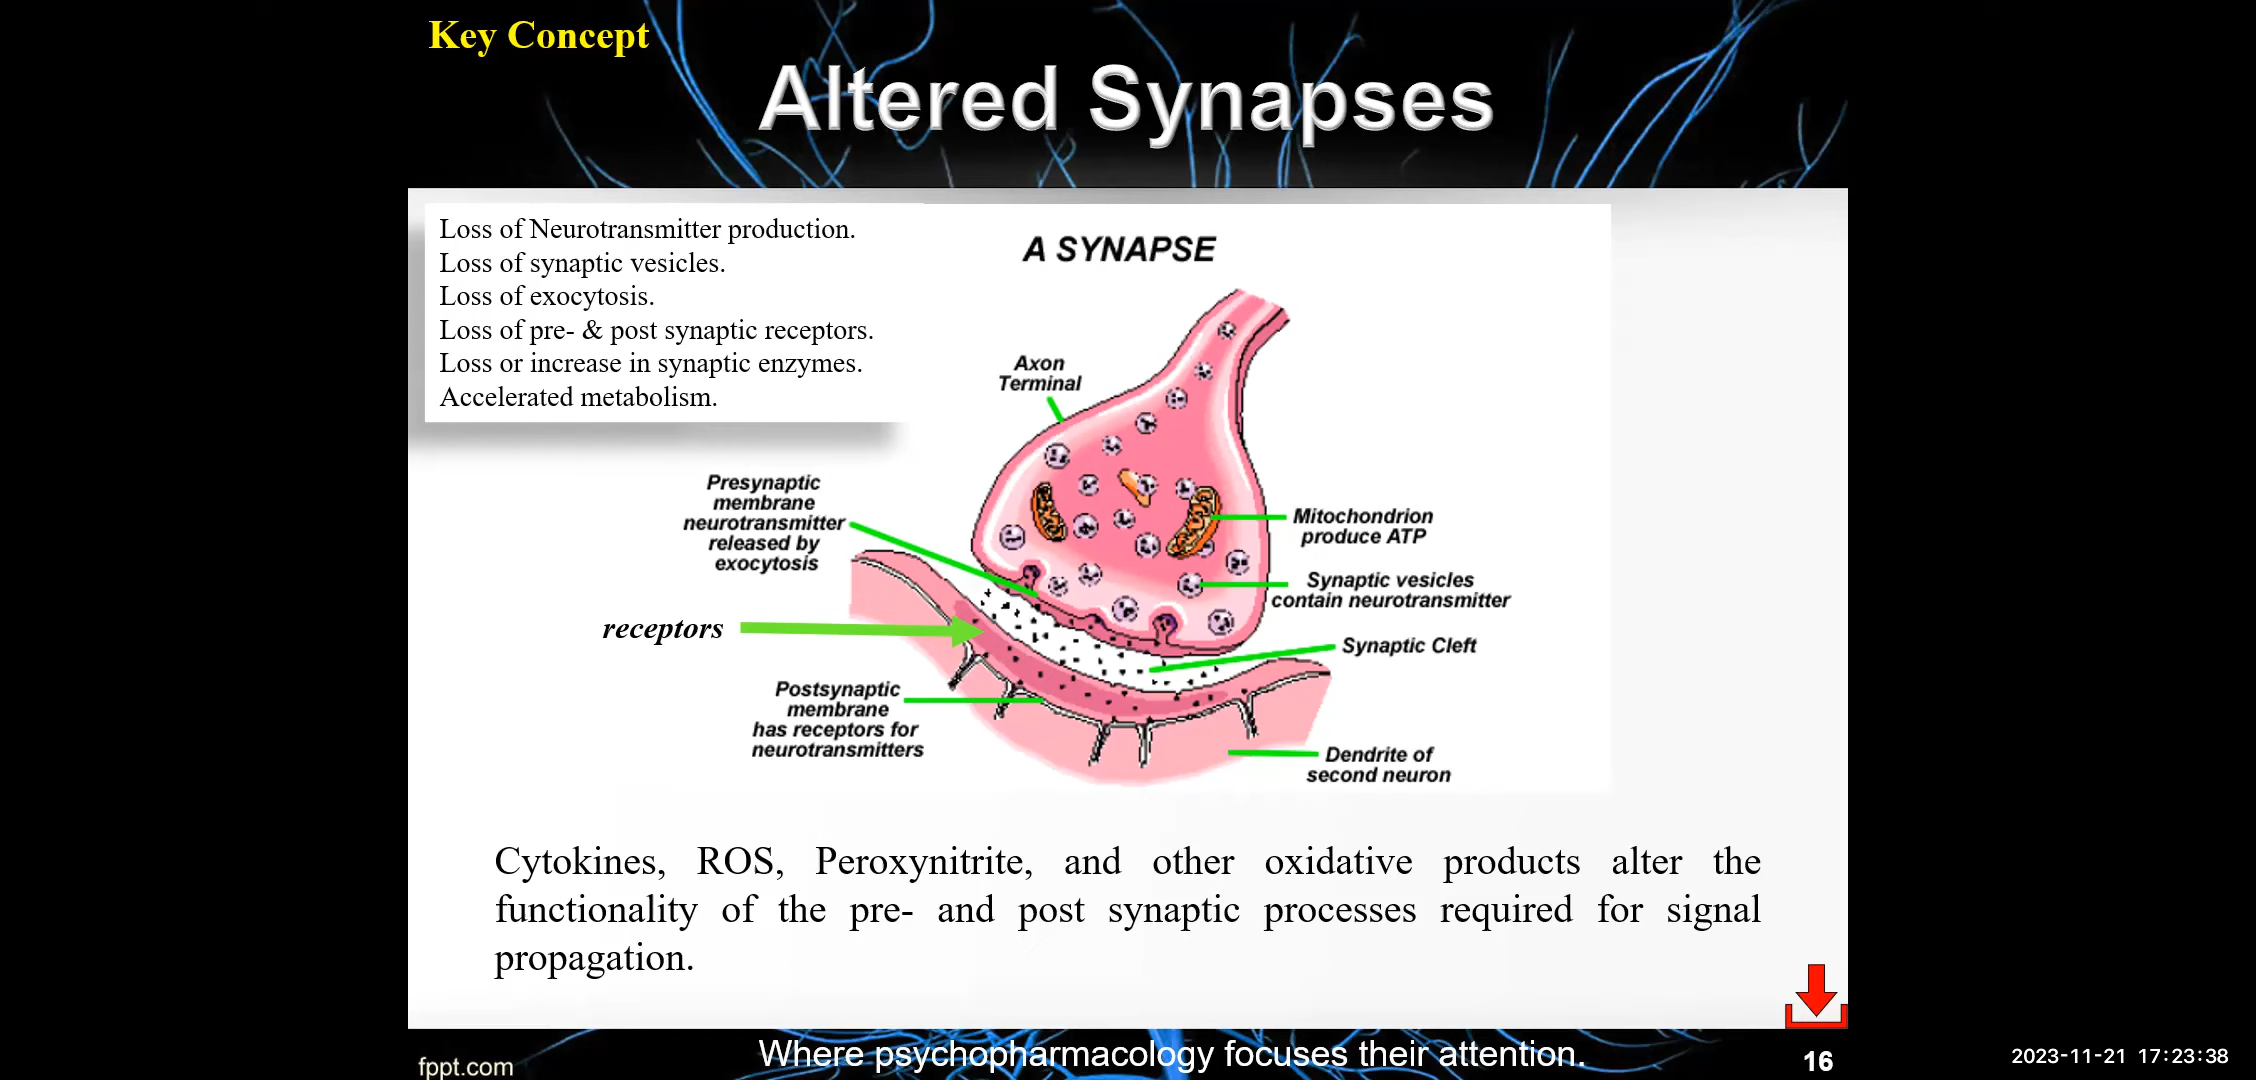 Key Concept
Altered Synapses
Loss of Neurotransmitter production.
Loss of synaptic vesicles.
Loss of exocytosis.
Loss of pre- & post synaptic receptors.
Loss or increase in synaptic enzymes.
Accelerated metabolism.
A SYNAPSE
Axon
Terminal
Presynaptic
membrane
neurotransmitter
released by
exocytosis
Mitochondrion
produce ATP
Synaptic vesicles
contain neurotransmitter
receptors
Synaptic Cleft
Postsynaptic
membrane
has receptors for
neurotransmitters
Dendrite of
second neuron
Cytokines, ROS, Peroxynitrite, and other oxidative products alter the
functionality of the pre- and post synaptic processes required for signal
propagation.
fppt.com
Where psychopharmacology focuses their attention.
16
2023-11-21 17:23:38